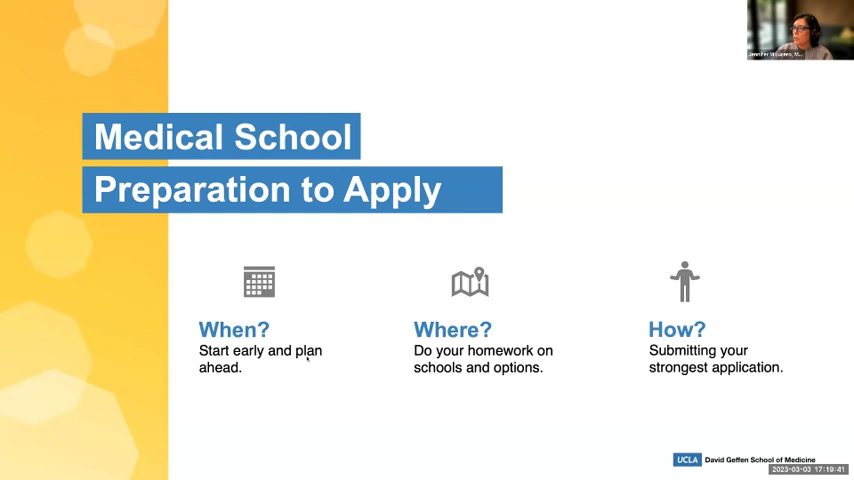 Medical School
Preparation to Apply
When?
Start early and plan
ahead.
Where?
Do your homework on
schools and options.
How?
Submitting your
strongest application.
UCLA David Geffen School of Medicine
2023-03-03 17:19:41
Jennifer